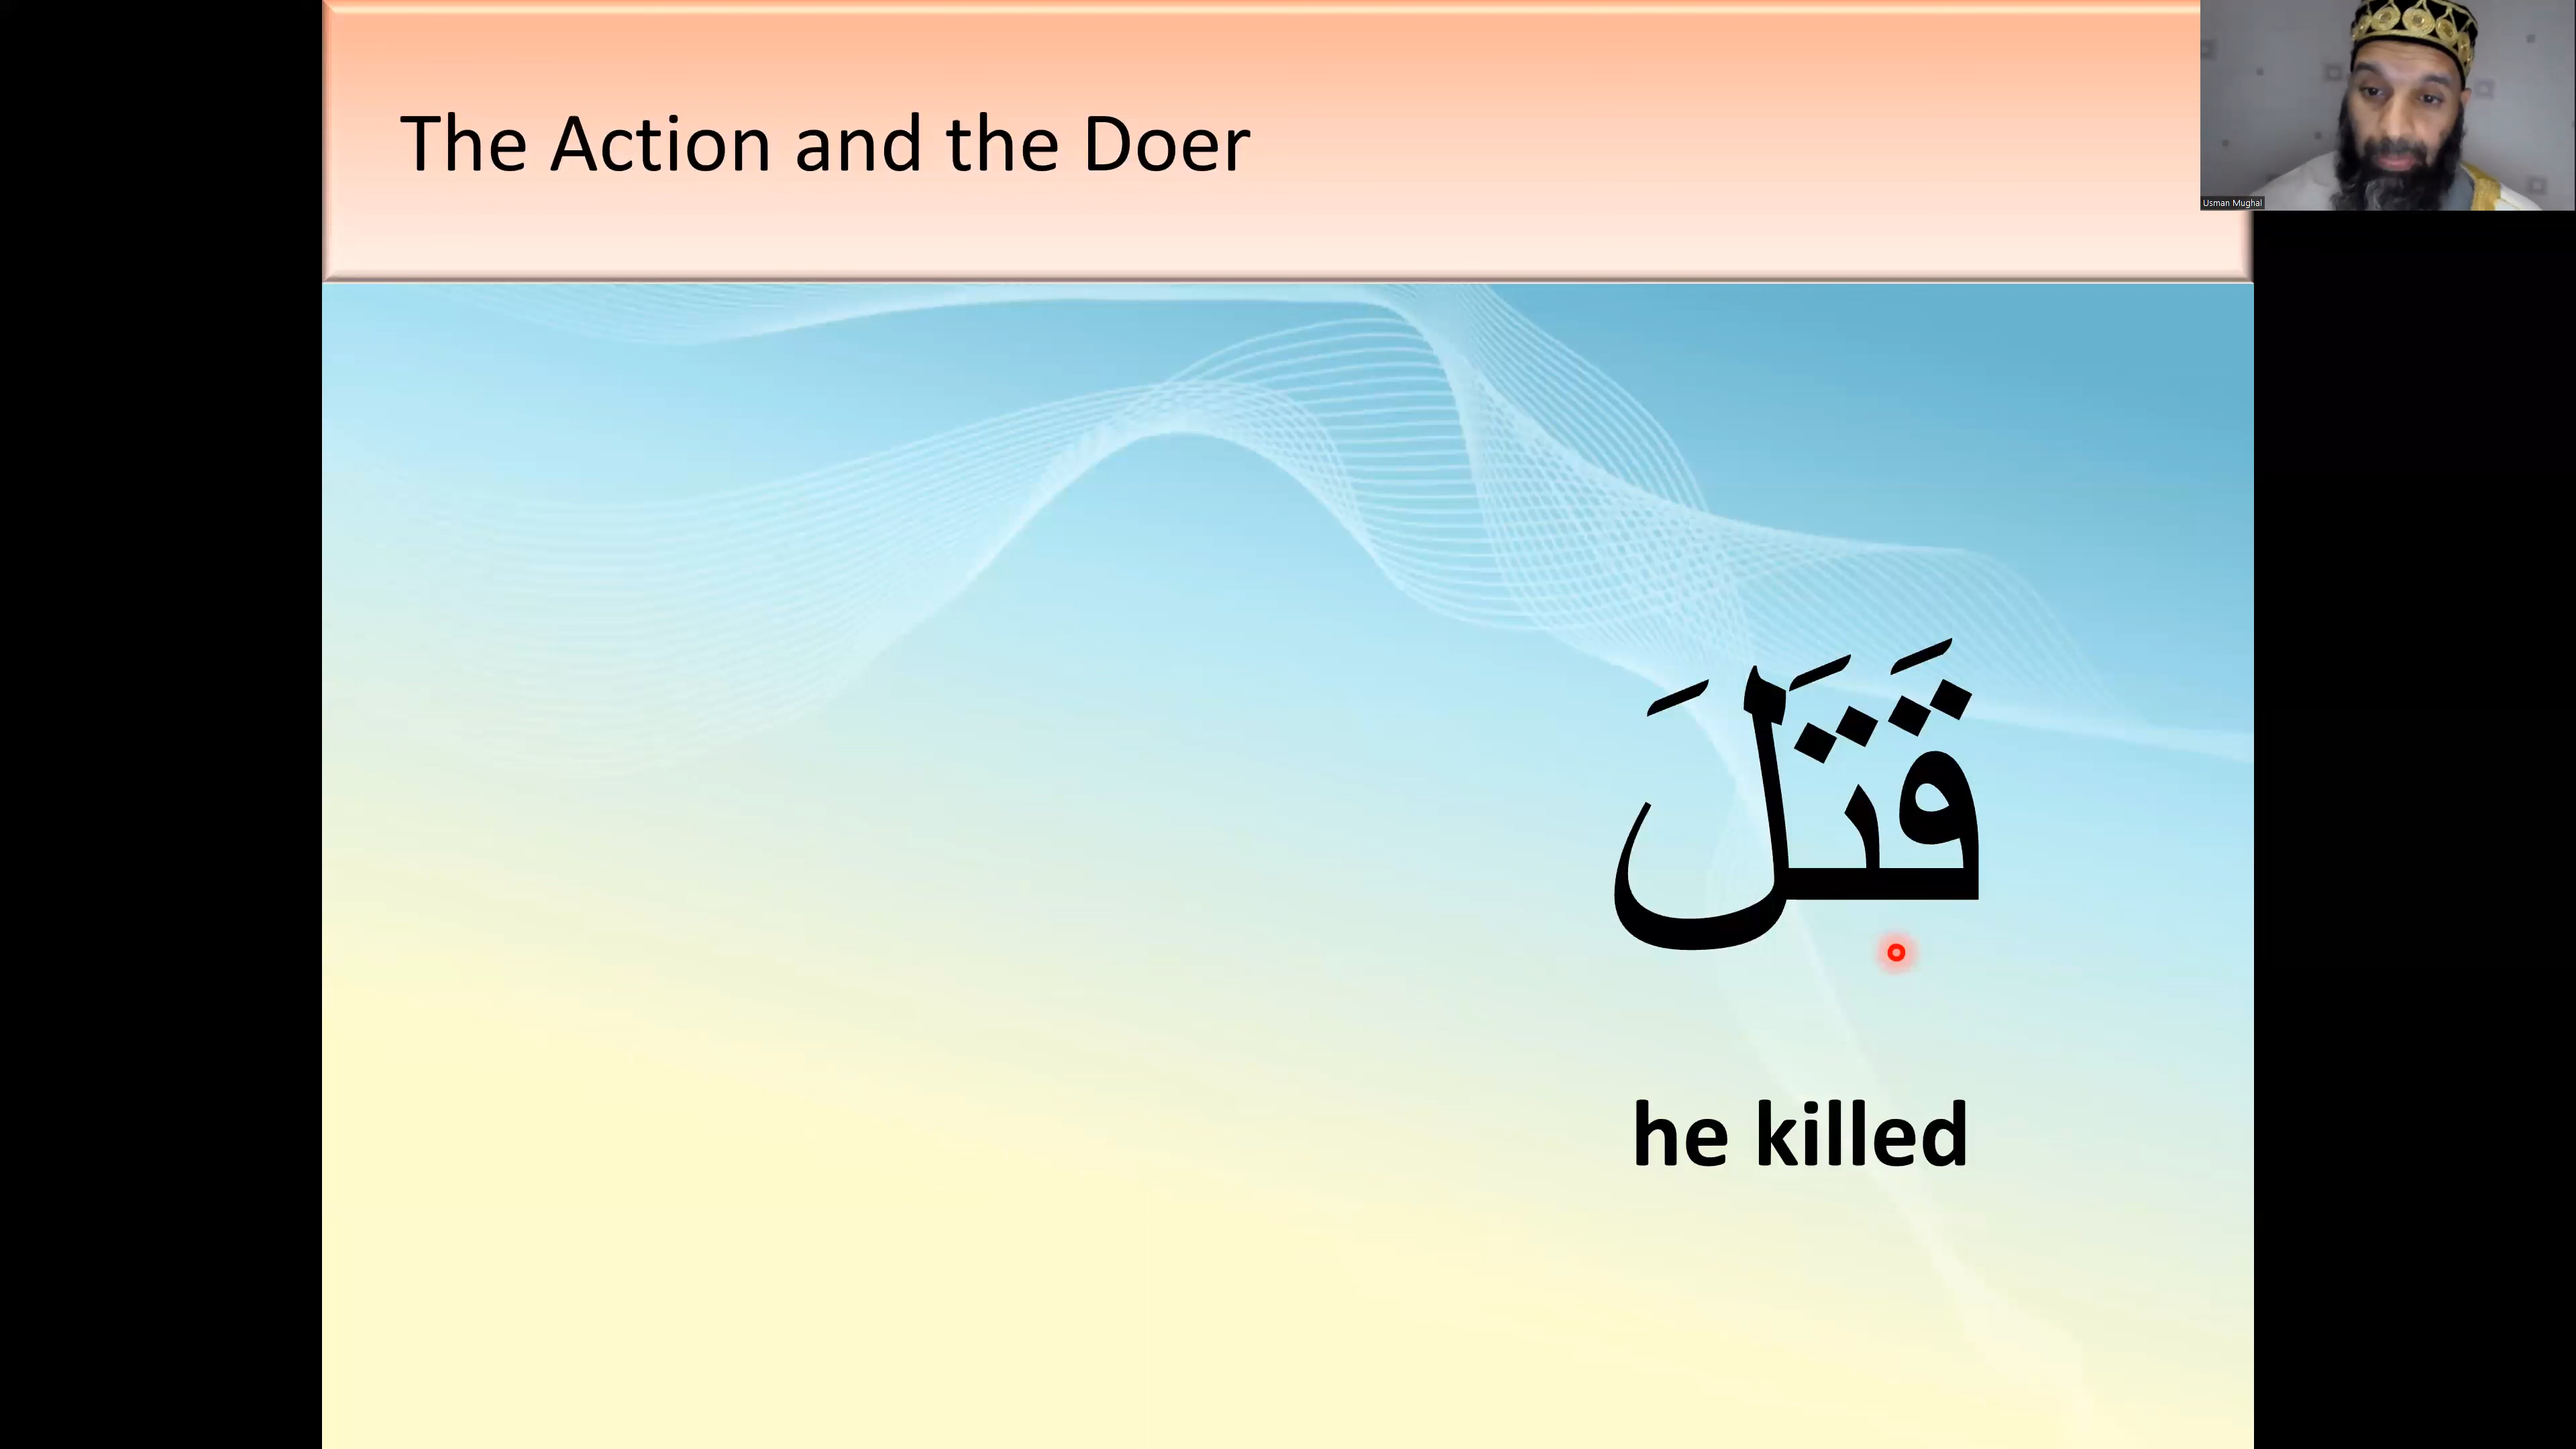 The Action and the Doer
Usman Mughal
قَتَلَ
he killed